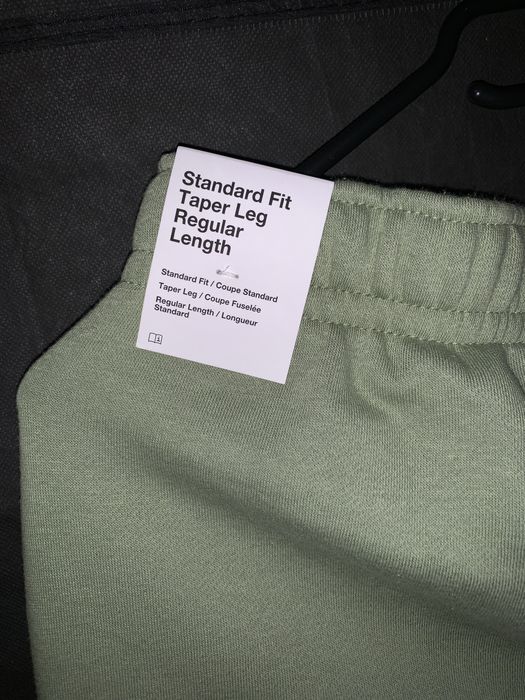 Standard Fit
Taper Leg
Regular
Length
Standard Fit / Coupe Standard
Taper Leg / Coupe Fuselée
Regular Length / Longueur
Standard